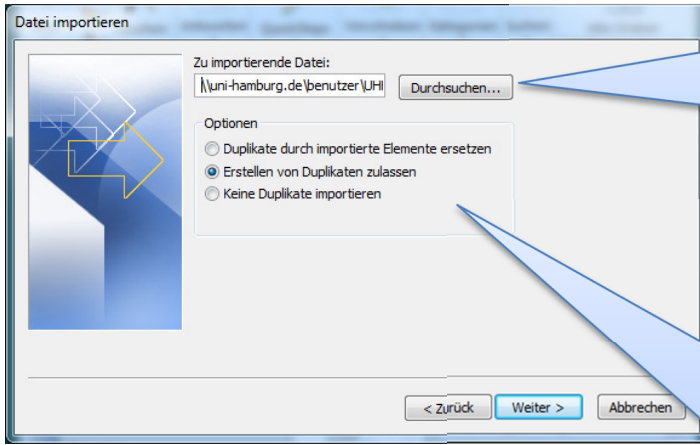 Datei importieren
Zu importierende Datei:
\\uni-hamburg.de\benutzer\UHI
Durchsuchen...
Optionen
Duplikate durch importierte Elemente ersetzen
Erstellen von Duplikaten zulassen
Keine Duplikate importieren
< Zurück
Weiter >
Abbrechen